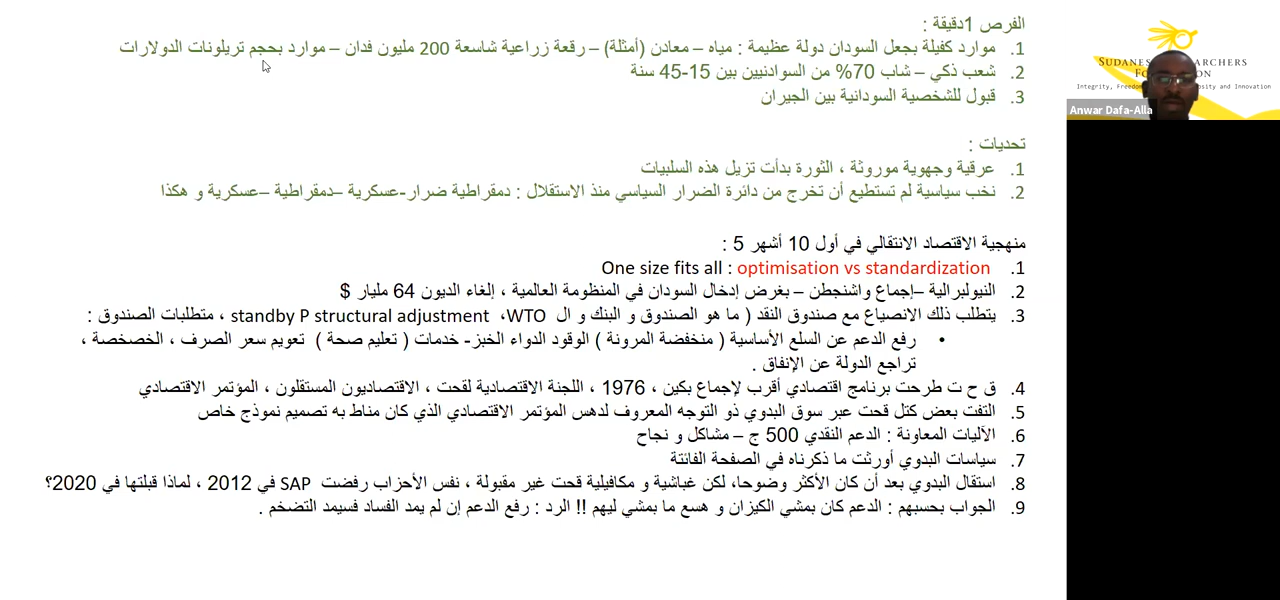 الفرص 1دقيقة :
1. موارد كفيلة بجعل السودان دولة عظيمة : مياه – معادن (أمثلة) – رقعة زراعية شاسعة 200 مليون فدان – موارد بحجم تريلونات الدولارات
2. شعب ذكي – شاب 70% من السوادنيين بين 15-45 سنة
3. قبول للشخصية السودانية بين الجيران
تحديات :
1. عرقية وجهوية موروثة ، الثورة بدأت تزيل هذه السلبيات
2. نخب سياسية لم تستطيع أن تخرج من دائرة الضرار السياسي منذ الاستقلال : دمقراطية ضرار-عسكرية –دمقراطية –عسكرية و هكذا
منهجية الاقتصاد الانتقالي في أول 10 أشهر 5 :
1. One size fits all : optimisation vs standardization
2. النيولبرالية –إجماع واشنجطن – بغرض إدخال السودان في المنظومة العالمية ، إلغاء الديون 64 مليار $
3. يتطلب ذلك الانصياع مع صندوق النقد ( ما هو الصندوق و البنك و ال WTO، standby P structural adjustment ، متطلبات الصندوق :
• رفع الدعم عن السلع الأساسية ( منخفضة المرونة ) الوقود الدواء الخبز- خدمات ( تعليم صحة ) تعويم سعر الصرف ، الخصخصة ،
تراجع الدولة عن الإنفاق .
4. ق ح ت طرحت برنامج اقتصادي أقرب لإجماع بكين ، 1976 ، اللجنة الاقتصادية لقحت ، الاقتصاديون المستقلون ، المؤتمر الاقتصادي
5. التفت بعض كتل قحت عبر سوق البدوي ذو التوجه المعروف لدهس المؤتمر الاقتصادي الذي كان مناط به تصميم نموذج خاص
6. الآليات المعاونة : الدعم النقدي 500 ج – مشاكل و نجاح
7. سياسات البدوي أورثت ما ذكرناه في الصفحة الفائتة
8. استقال البدوي بعد أن كان الأكثر وضوحا، لكن غباشية و مكافيلية قحت غير مقبولة ، نفس الأحزاب رفضت SAP في 2012 ، لماذا قبلتها في 2020؟
9. الجواب بحسبهم : الدعم كان بمشي الكيزان و هسع ما بمشي ليهم !! الرد : رفع الدعم إن لم يمد الفساد فسيمد التضخم .
Anwar Dafa-Alla